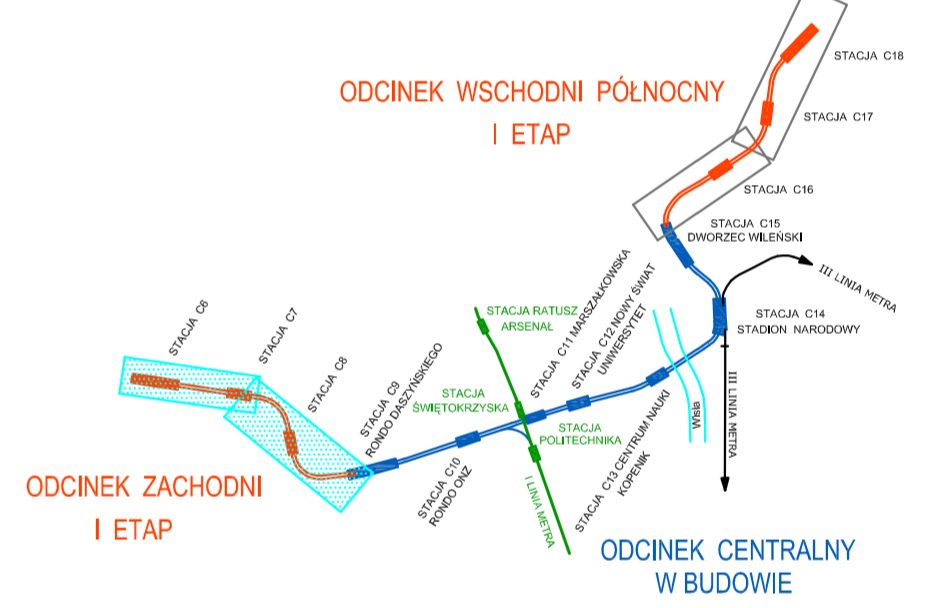 STACJA C18
ODCINEK WSCHODNI PÓŁNOCNY
I ETAP
STACJA C17
STACJA C16
STACJA C15
DWORZEC WILEŃSKI
III LINIA METRA
STACJA C14
STADION NARODOWY
STACJA C6
STACJA C7
STACJA C8
STACJA C9
RONDO DASZYŃSKIEGO
STACJA RATUSZ
ARSENAŁ
STACJA C11 MARSZAŁKOWSKA
STACJA C12 NOWY ŚWIAT
UNIWERSYTET
STACJA
ŚWIĘTOKRZYSKA
STACJA
POLITECHNIKA
Wisła
III LINIA METRA
STACJA C10
RONDO ONZ
I LINIA METRA
STACJA C13 CENTRUM NAUKI
KOPENIK
ODCINEK ZACHODNI
I ETAP
ODCINEK CENTRALNY
W BUDOWIE